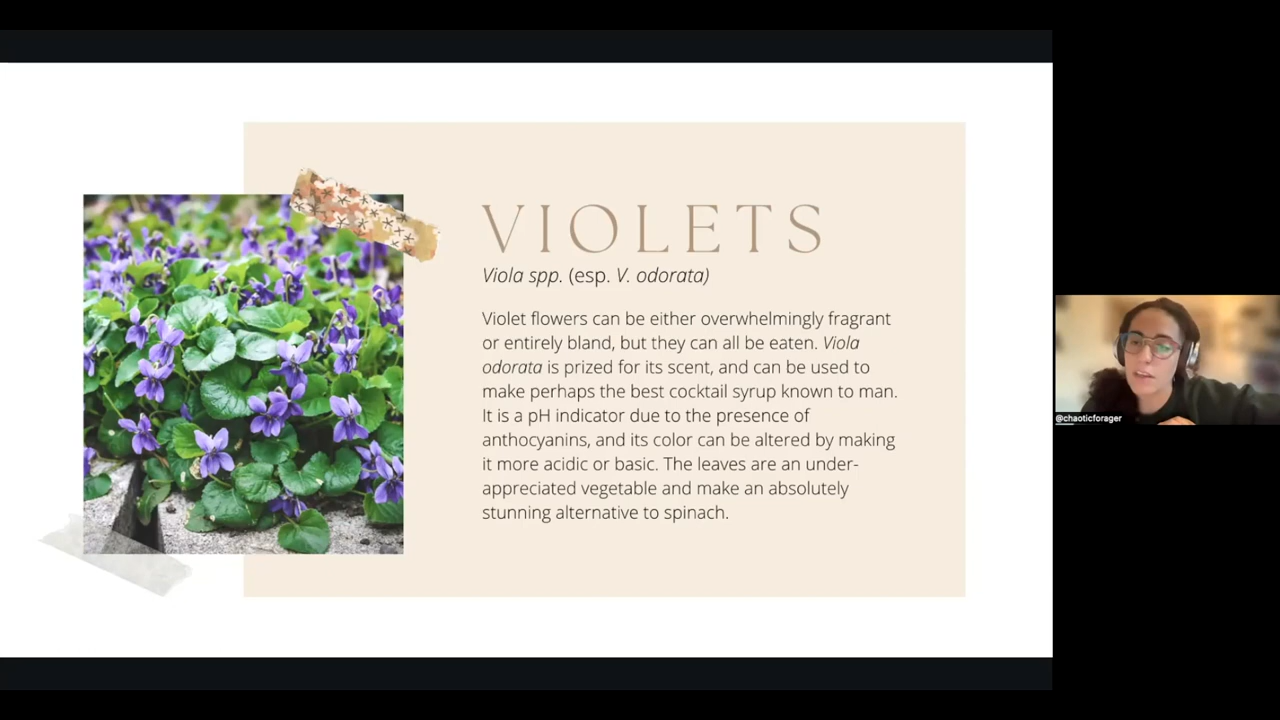 VIOLETS
Viola spp. (esp. V. odorata)
Violet flowers can be either overwhelmingly fragrant
or entirely bland, but they can all be eaten. Viola
odorata is prized for its scent, and can be used to
make perhaps the best cocktail syrup known to man.
It is a pH indicator due to the presence of
anthocyanins, and its color can be altered by making
it more acidic or basic. The leaves are an under-
appreciated vegetable and make an absolutely
stunning alternative to spinach.
@chaoticforager